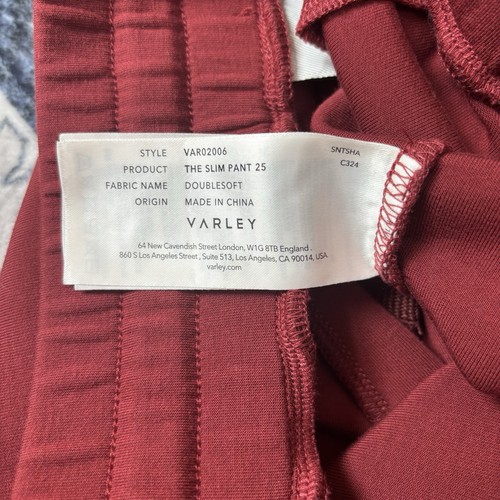 STYLE VAR02006
PRODUCT THE SLIM PANT 25
FABRIC NAME DOUBLESOFT
ORIGIN MADE IN CHINA
SNTSHA
C324
VARLEY
64 New Cavendish Street London, W1G 8TB England .
860 S Los Angeles Street , Suite 513, Los Angeles, CA 90014, USA
varley.com